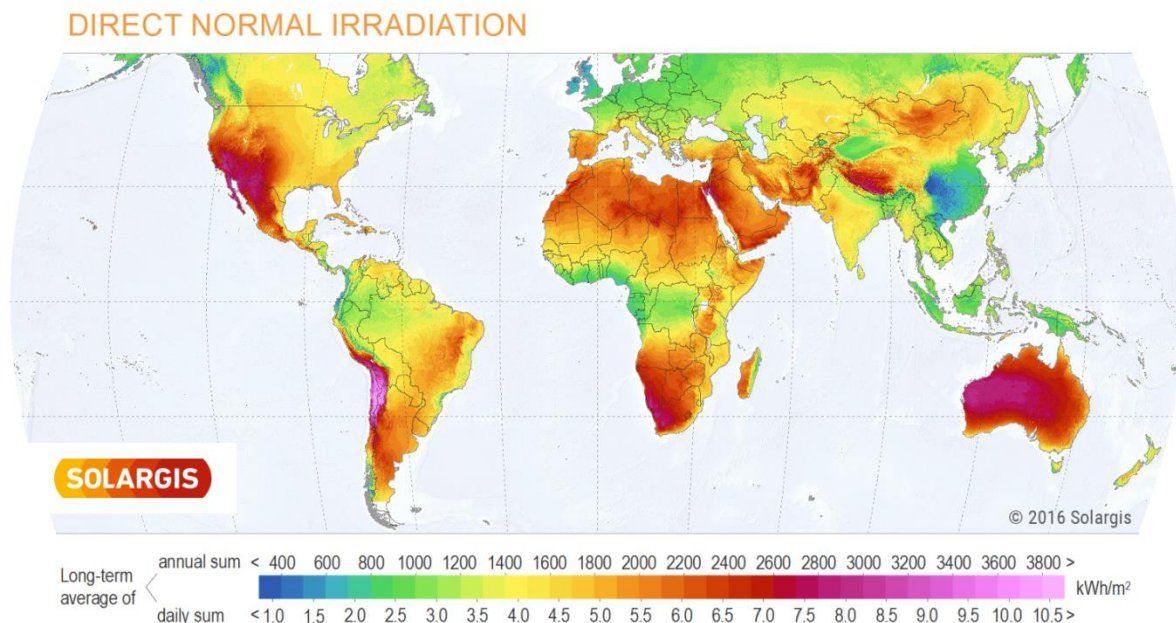 DIRECT NORMAL IRRADIATION
SOLARGIS
© 2016 Solargis
Long-term average of
annual sum < 400 600 800 1000 1200 1400 1600 1800 2000 2200 2400 2600 2800 3000 3200 3400 3600 3800 >
kWh/m²
daily sum < 1.0 1.5 2.0 2.5 3.0 3.5 4.0 4.5 5.0 5.5 6.0 6.5 7.0 7.5 8.0 8.5 9.0 9.5 10.0 10.5 >